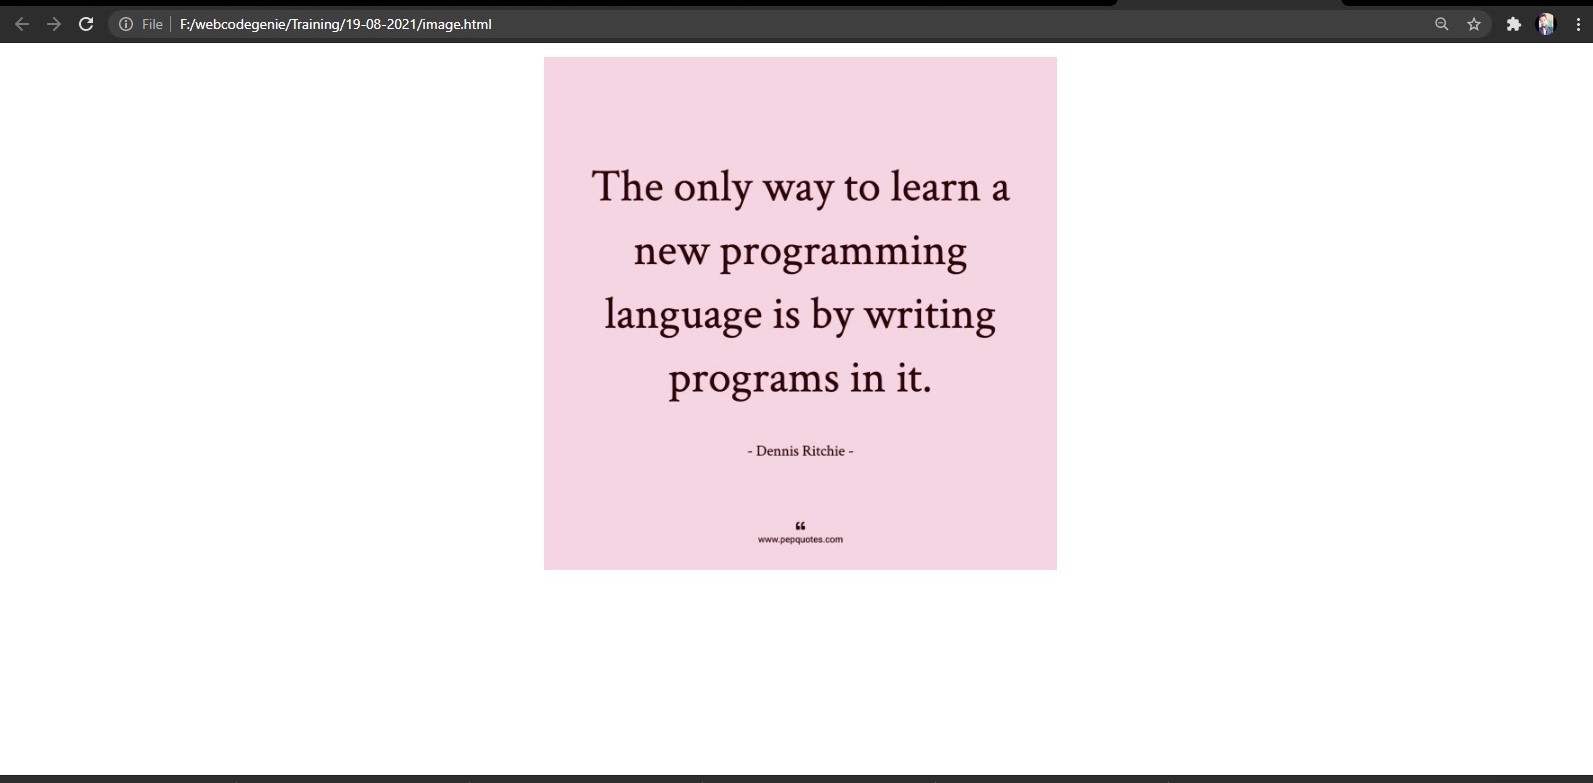 File
F:/webcodegenie/Training/19-08-2021/image.html
The only way to learn a
new programming
language is by writing
programs in it.
- Dennis Ritchie -
❝
www.pepquotes.com